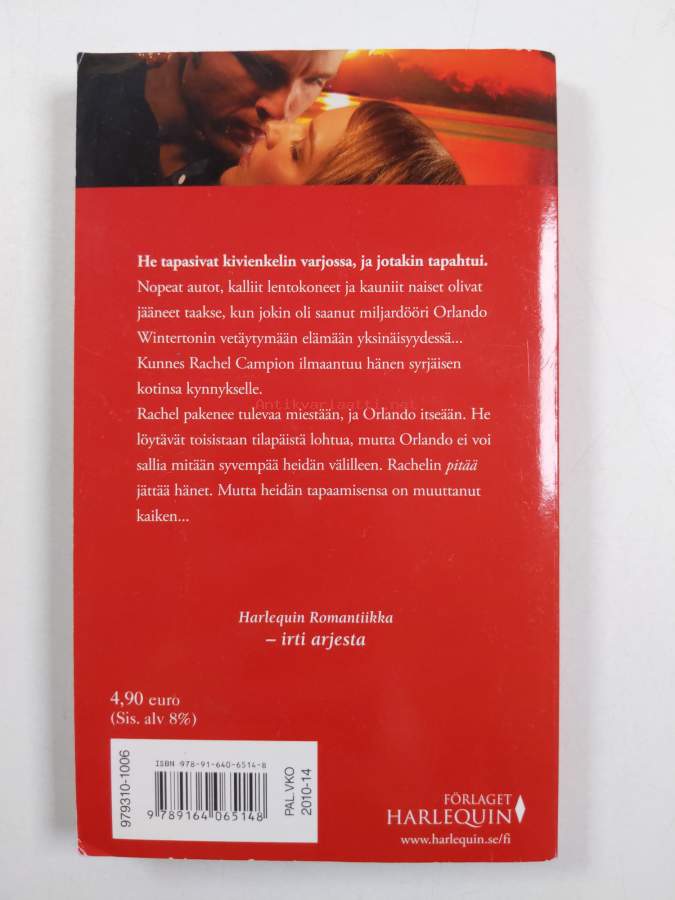 He tapasivat kivienkelin varjossa, ja jotakin tapahtui.
Nopeat autot, kalliit lentokoneet ja kauniit naiset olivat
jääneet taakse, kun jokin oli saanut miljardööri Orlando
Wintertonin vetäytymään elämään yksinäisyydessä...
Kunnes Rachel Campion ilmaantuu hänen syrjäisen
kotinsa kynnykselle.
Antikvariaatti.net
Rachel pakenee tulevaa miestään, ja Orlando itseään. He
löytävät toisistaan tilapäistä lohtua, mutta Orlando ei voi
sallia mitään syvempää heidän välilleen. Rachelin pitää
jättää hänet. Mutta heidän tapaamisensa on muuttanut
kaiken...
Harlequin Romantiikka
– irti arjesta
4,90 euro
(Sis. alv 8%)
979310-1006
ISBN 978-91-640-6514-8
9 789164 065148
PAL.VKO
2010-14
FÖRLAGET
HARLEQUIN
www.harlequin.se/fi